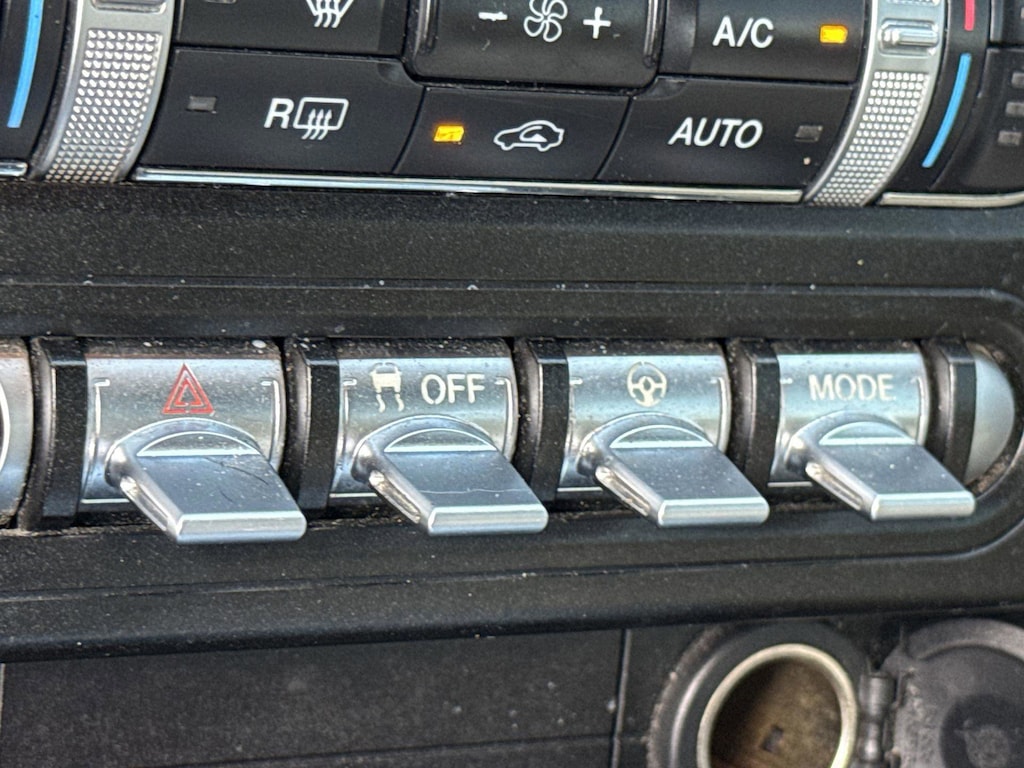 - + A/C
R AUTO
OFF MODE